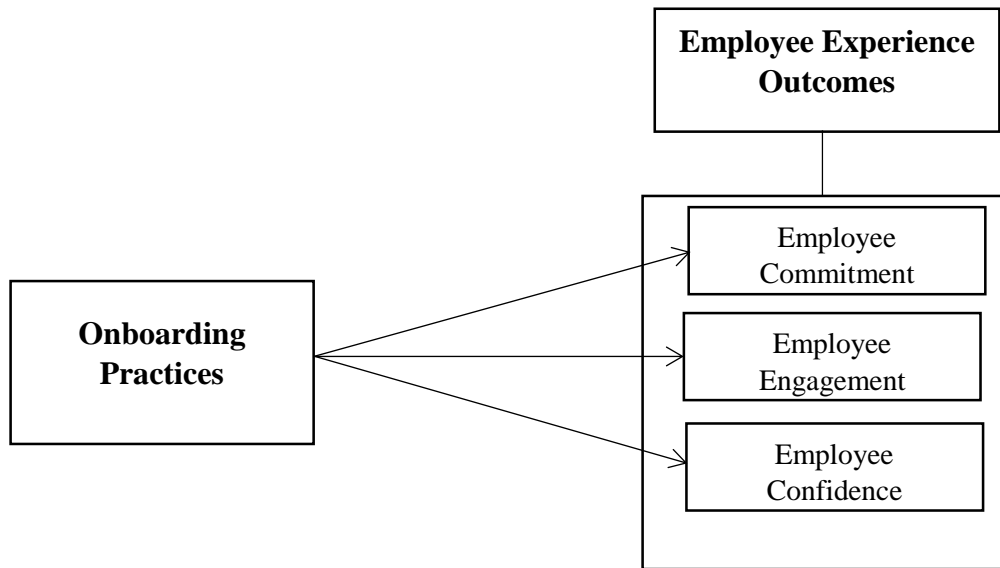 Employee Experience
Outcomes
Employee
Commitment
Onboarding
Practices
Employee
Engagement
Employee
Confidence